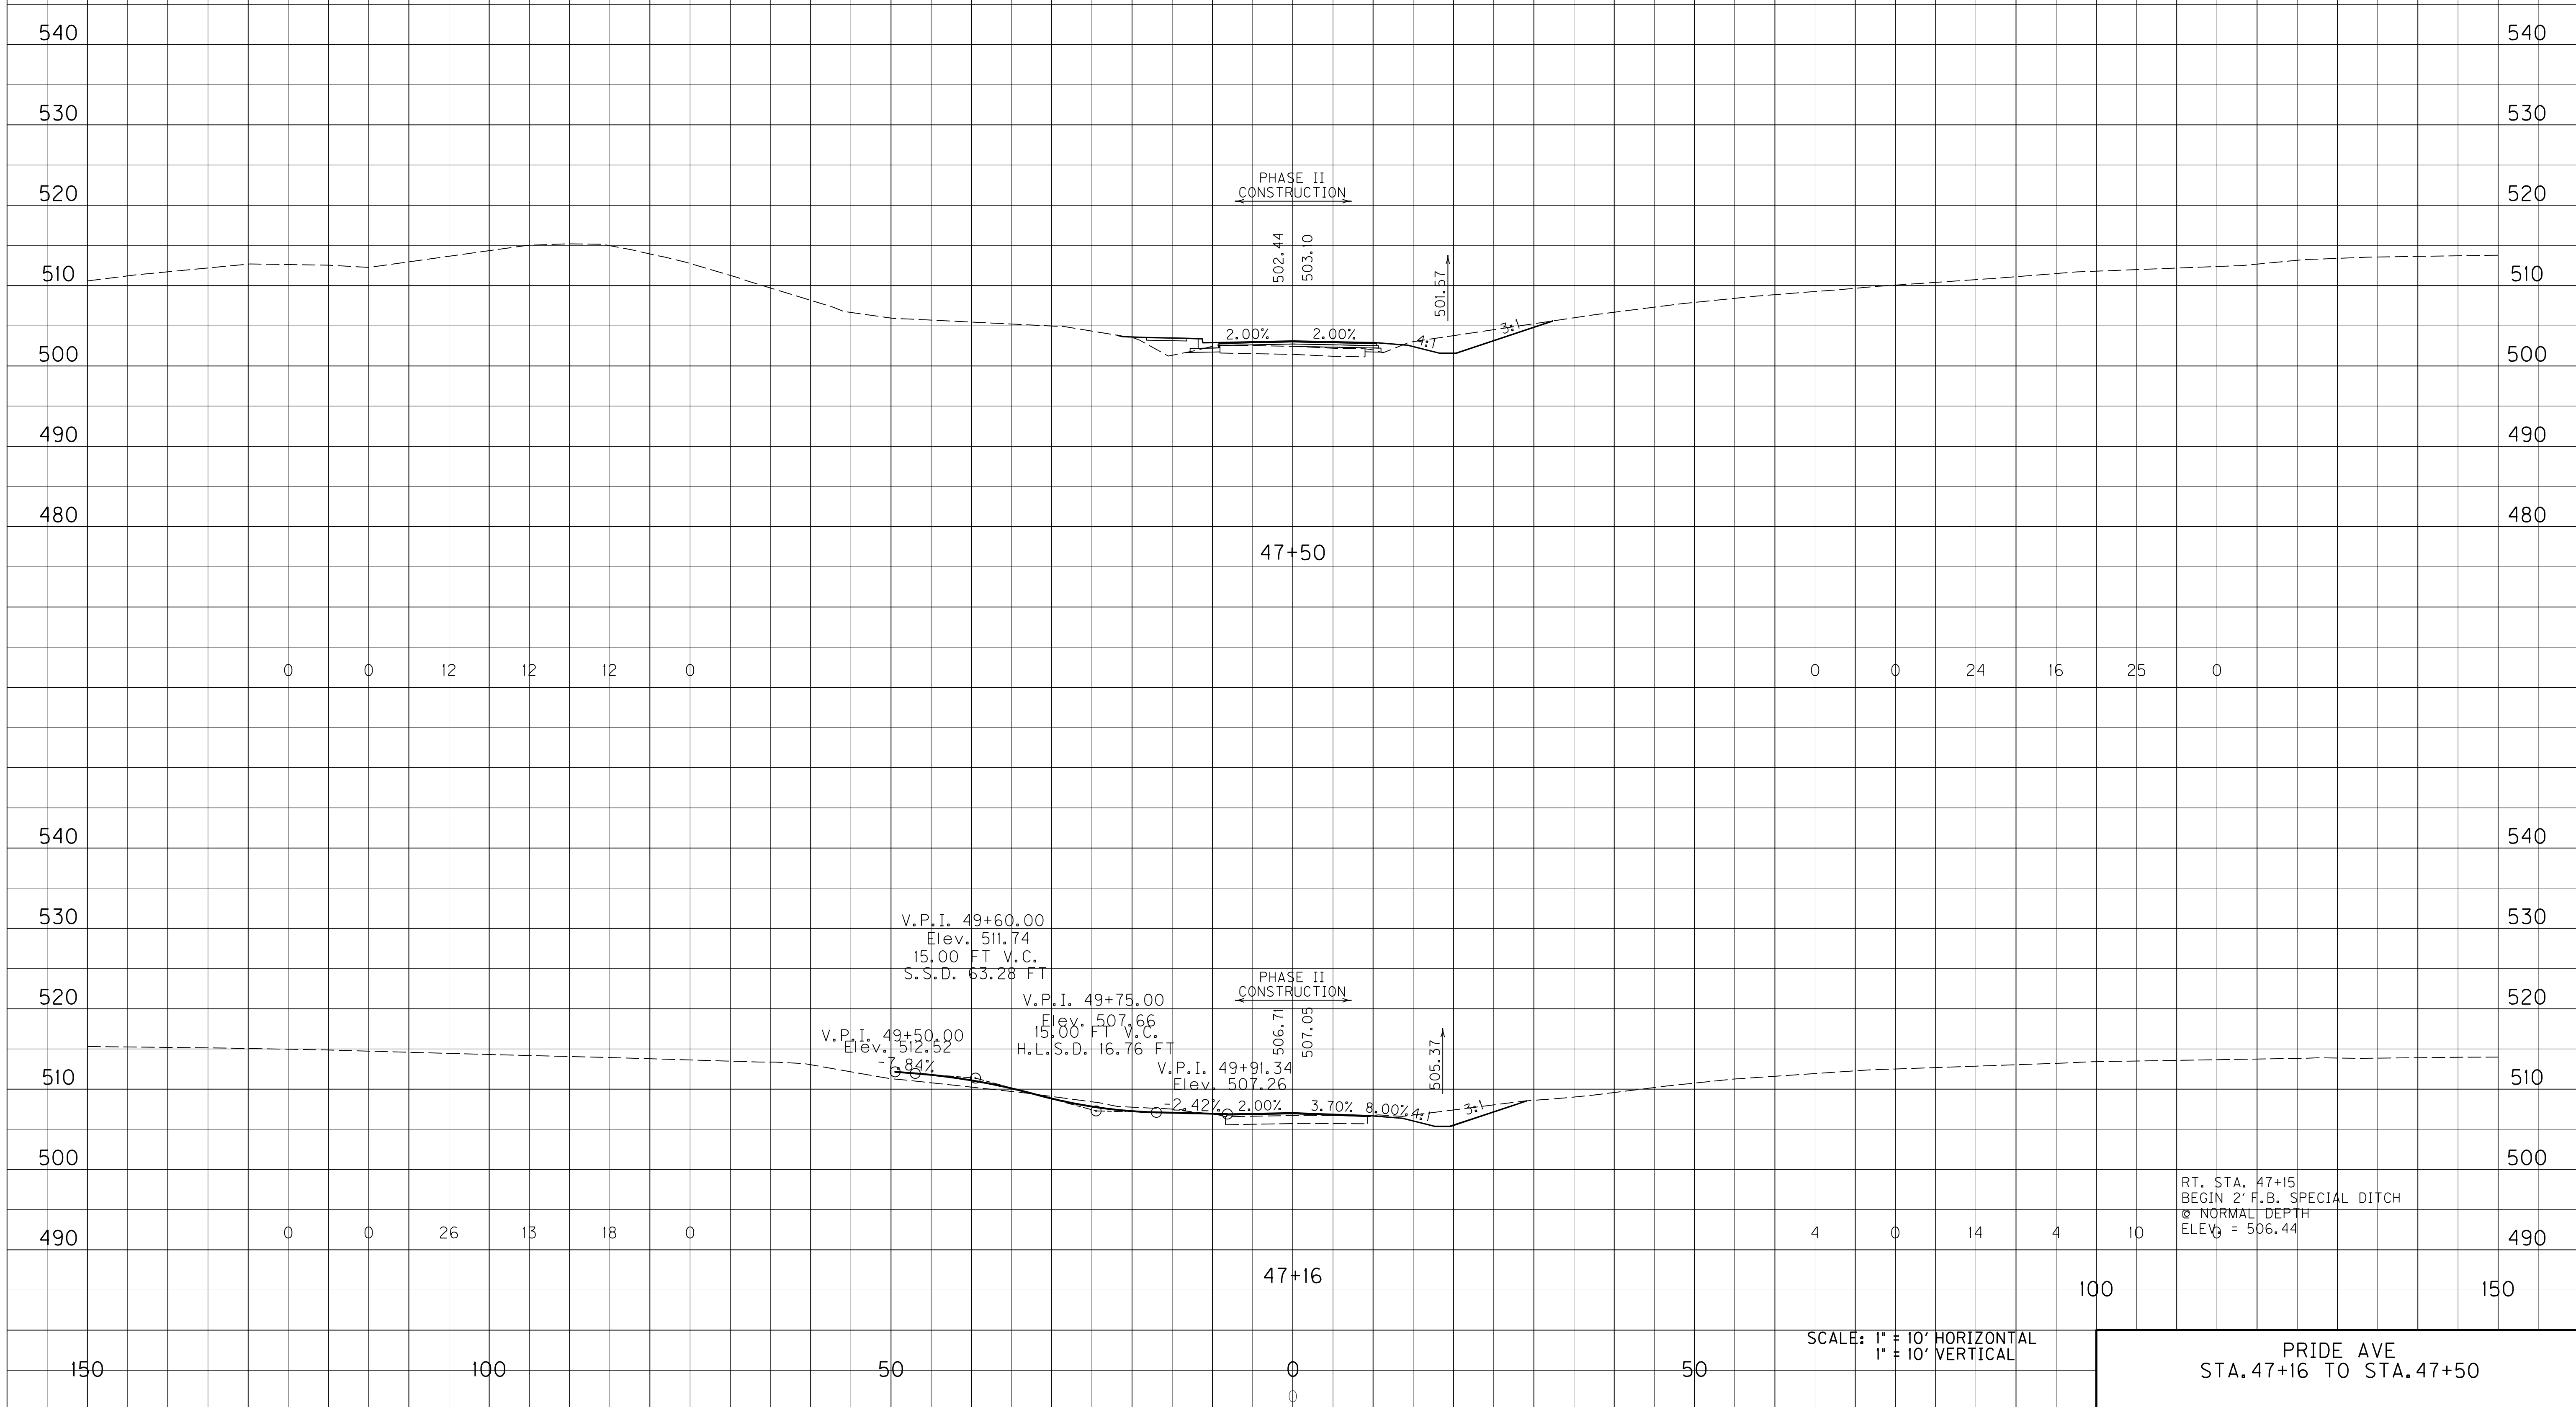 540 540
530 530
PHASE II
CONSTRUCTION
520 520
502.44 503.10
501.57
510 510
2.00% 2.00% 4:1 3:1
500 500
490 490
480 480
47+50
0 0 12 12 12 0 0 0 24 16 25 0
540 540
530 530
V.P.I. 49+60.00
Elev. 511.74
15.00 FT V.C.
S.S.D. 63.28 FT
PHASE II
CONSTRUCTION
520 520
V.P.I. 49+75.00
Elev. 507.66
15.00 FT V.C.
H.L.S.D. 16.76 FT
506.71 507.05
505.37
V.P.I. 49+50.00
Elev. 512.52
-7.84%
V.P.I. 49+91.34
Elev. 507.26
510 510
-2.42% 2.00% 3.70% 8.00% 4:1 3:1
500 500
RT. STA. 47+15
BEGIN 2' F.B. SPECIAL DITCH
@ NORMAL DEPTH
ELEV. = 506.44
0 0 26 13 18 0 4 0 14 4 10 0
490 490
47+16
100 150
SCALE: 1" = 10' HORIZONTAL
1" = 10' VERTICAL
150 100 50 0 50
0
PRIDE AVE
STA.47+16 TO STA.47+50